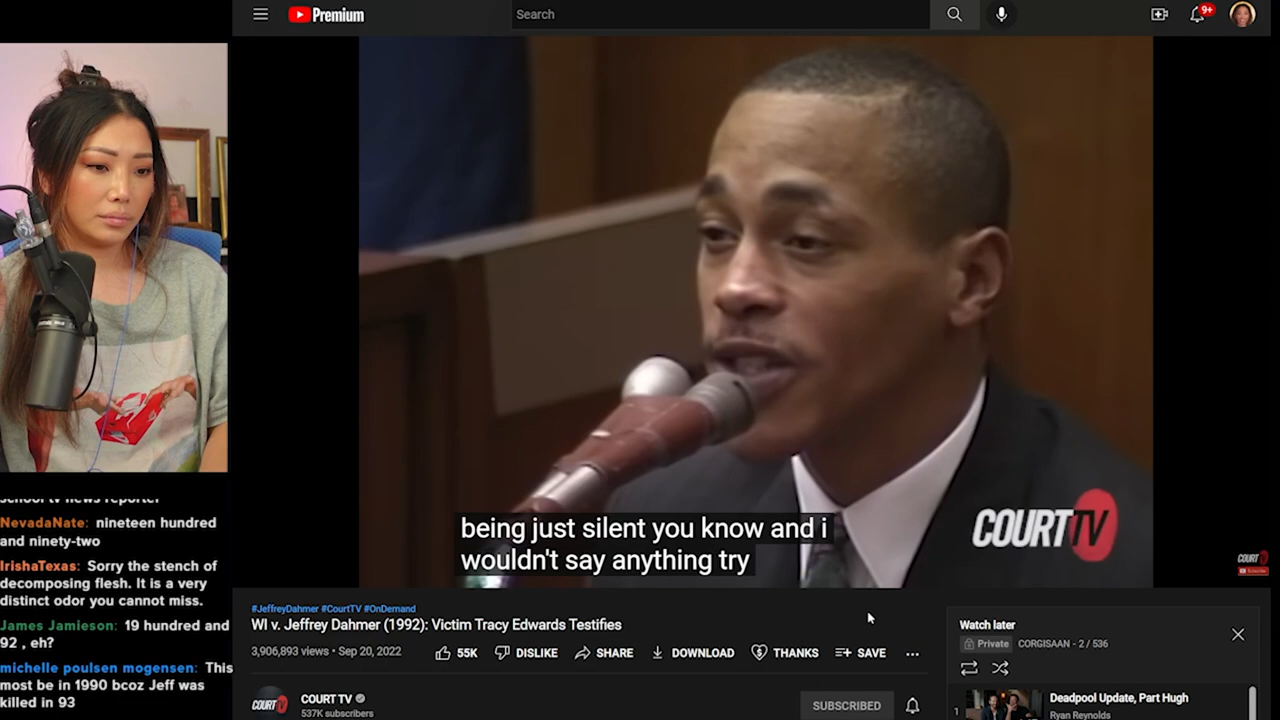 Premium
Search
9+
being just silent you know and i
wouldn't say anything try
COURT TV
COURT
#JeffreyDahmer #CourtTV #OnDemand
WI v. Jeffrey Dahmer (1992): Victim Tracy Edwards Testifies
3,906,893 views • Sep 20, 2022
55K
DISLIKE
SHARE
DOWNLOAD
THANKS
SAVE
COURT TV
537K subscribers
SUBSCRIBED
Watch later
Private CORGISAAN - 2 / 536
1
Deadpool Update, Part Hugh
Ryan Reynolds
school tv news reporter
NevadaNate: nineteen hundred
and ninety-two
IrishaTexas: Sorry the stench of
decomposing flesh. It is a very
distinct odor you cannot miss.
James Jamieson: 19 hundred and
92 , eh?
michelle poulsen mogensen: This
most be in 1990 bcoz Jeff was
killed in 93